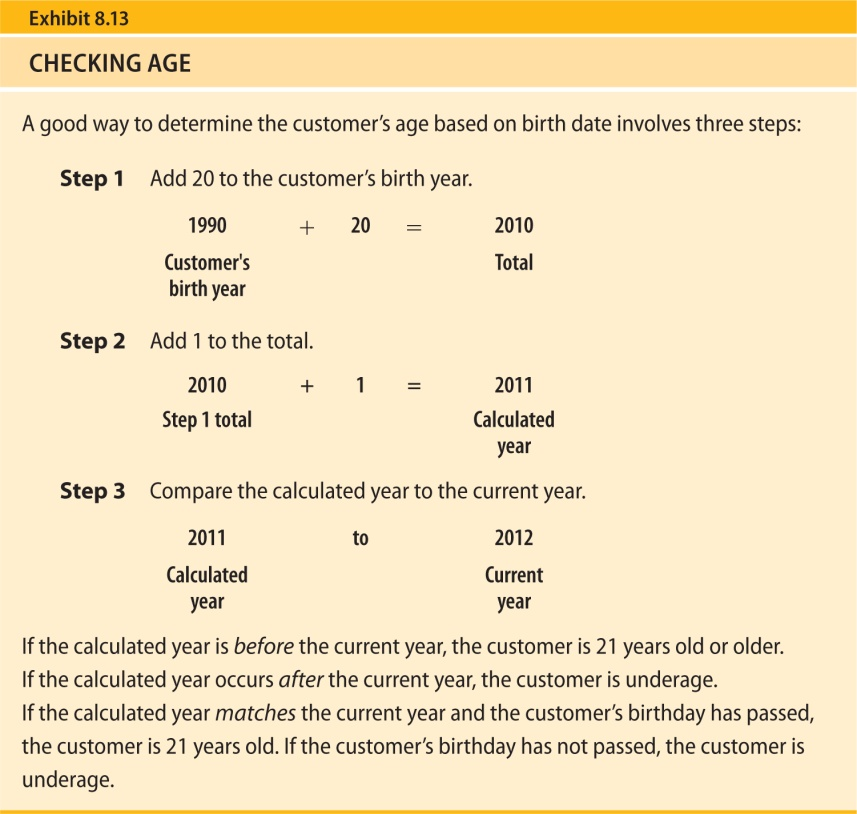 Exhibit 8.13
CHECKING AGE
A good way to determine the customer’s age based on birth date involves three steps:
Step 1 Add 20 to the customer’s birth year.
1990 + 20 = 2010
Customer's Total
birth year
Step 2 Add 1 to the total.
2010 + 1 = 2011
Step 1 total Calculated
year
Step 3 Compare the calculated year to the current year.
2011 to 2012
Calculated Current
year year
If the calculated year is before the current year, the customer is 21 years old or older.
If the calculated year occurs after the current year, the customer is underage.
If the calculated year matches the current year and the customer’s birthday has passed,
the customer is 21 years old. If the customer’s birthday has not passed, the customer is
underage.